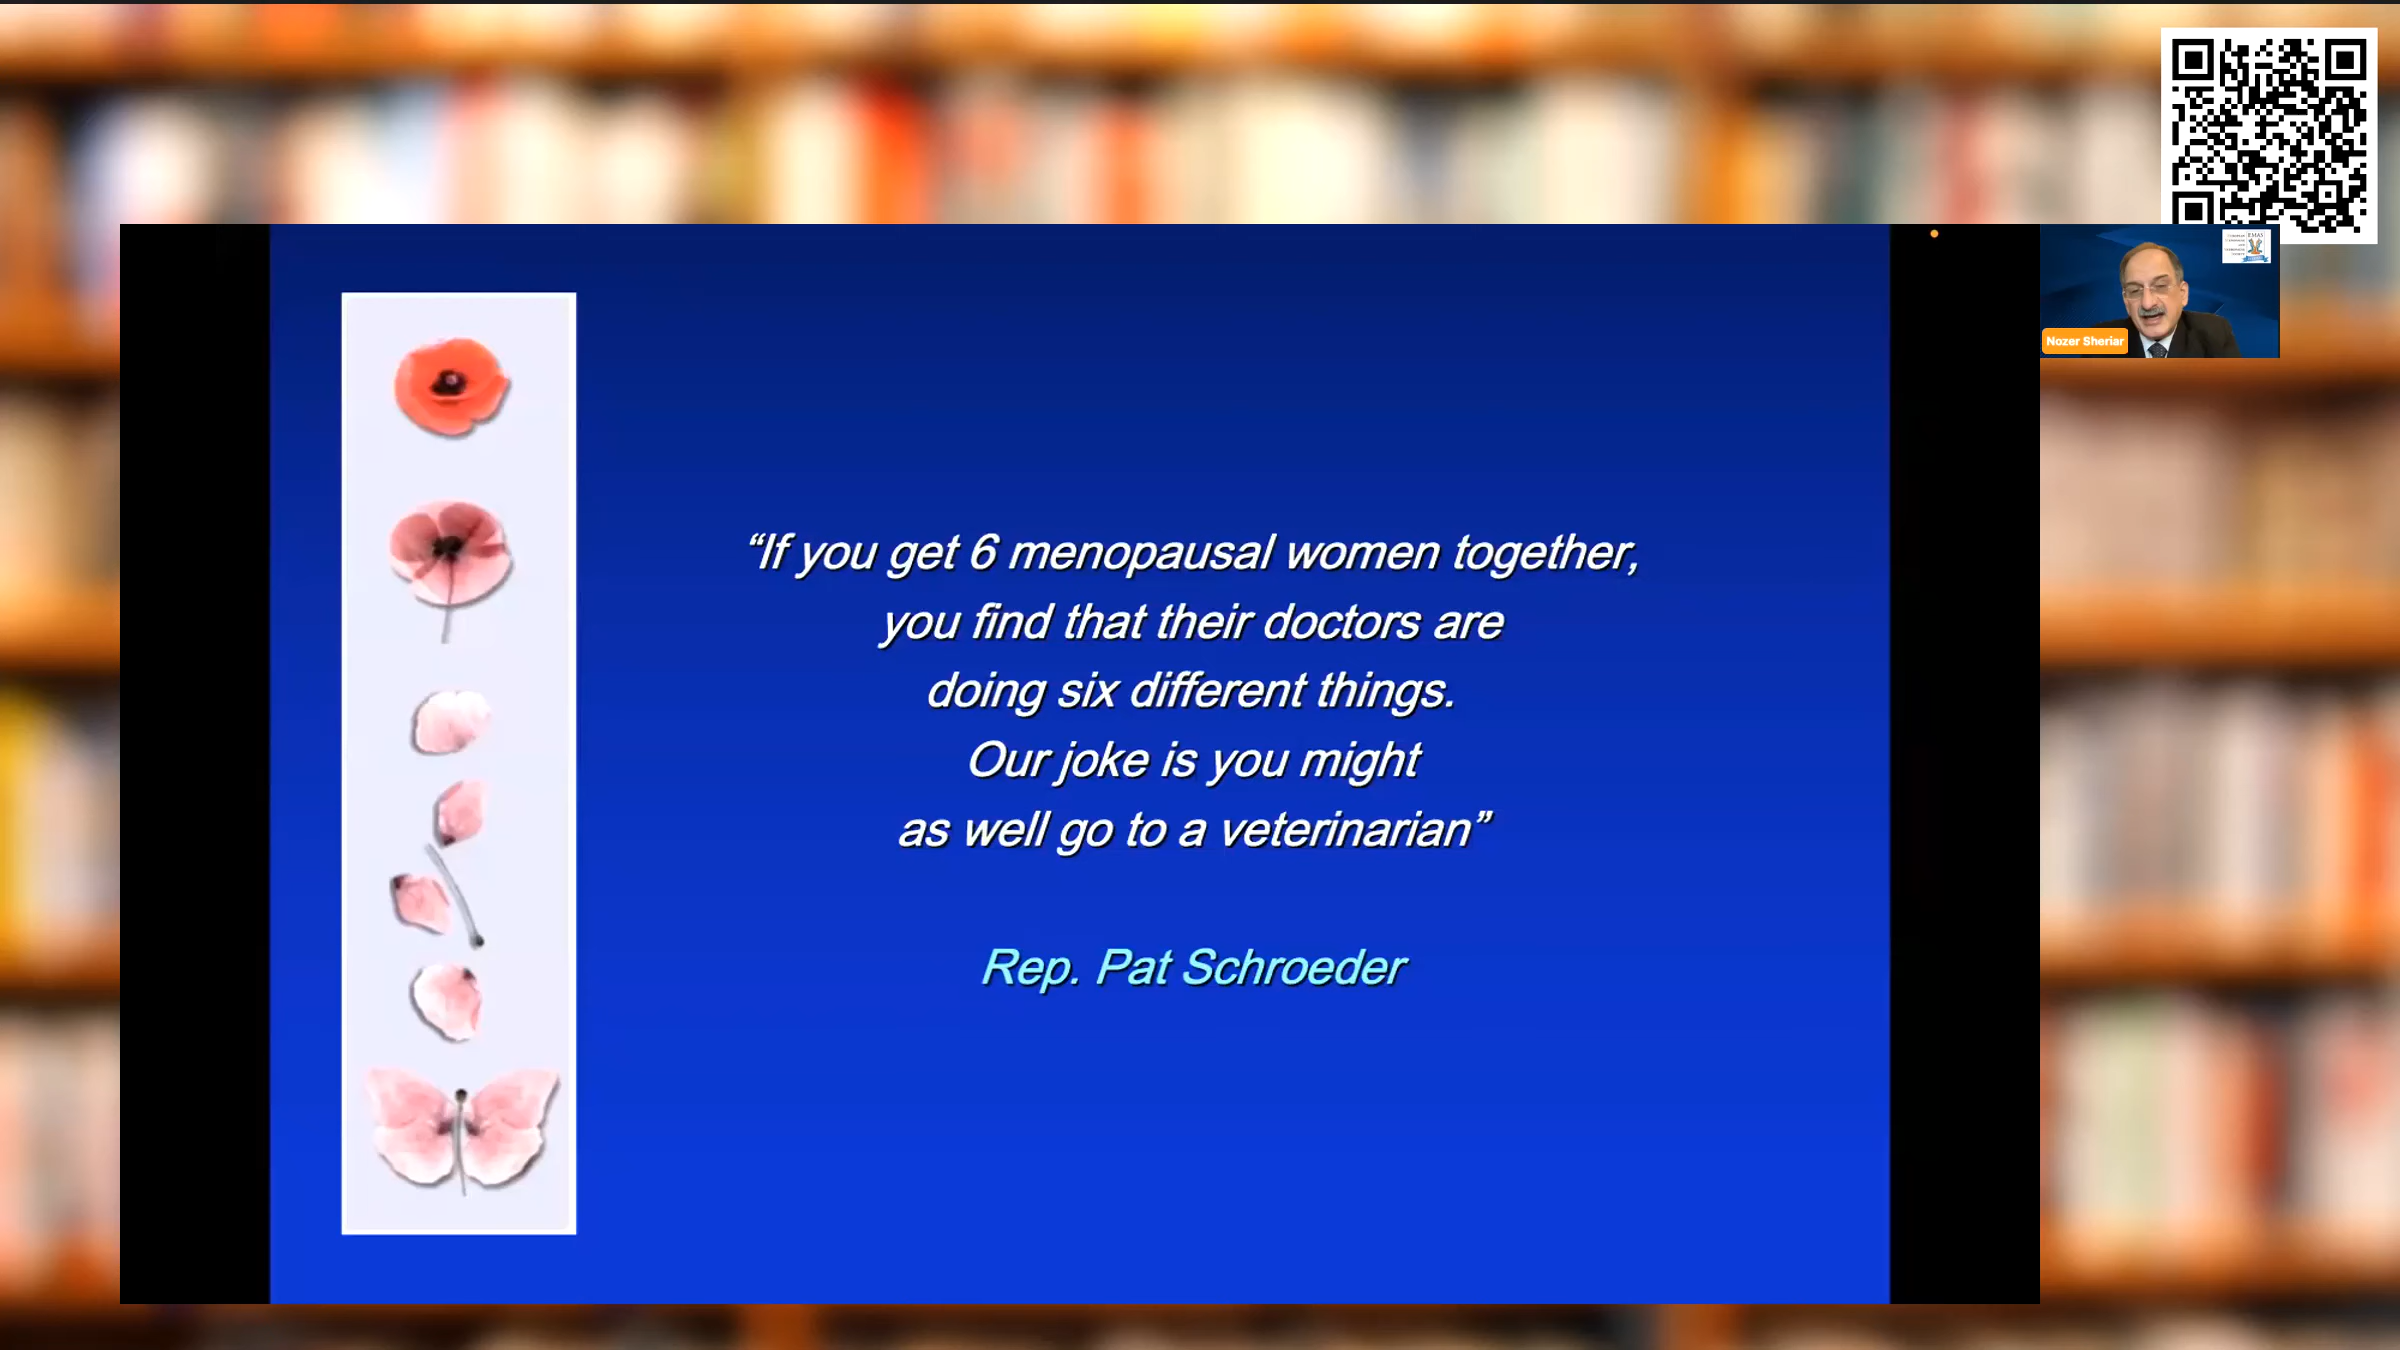 “If you get 6 menopausal women together,
you find that their doctors are
doing six different things.
Our joke is you might
as well go to a veterinarian”
Rep. Pat Schroeder
Nozer Sheriar
EMAS